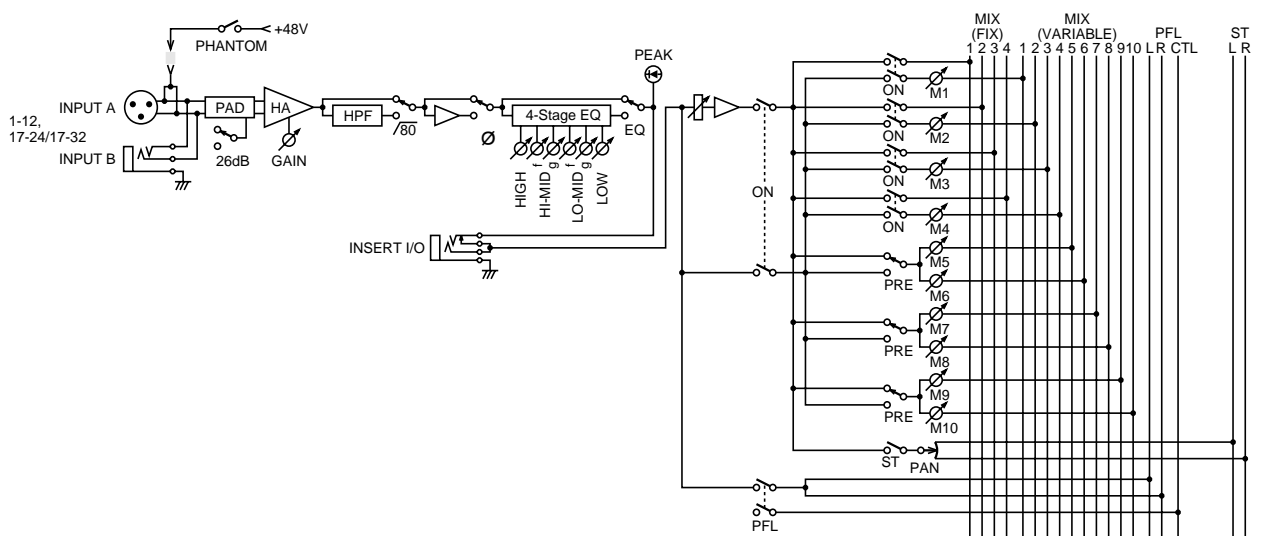 MIX MIX
(FIX) (VARIABLE) PFL ST
1 2 3 4 1 2 3 4 5 6 7 8 9 10 L R CTL L R
+48V
PHANTOM
PEAK
INPUT A
PAD
HA
HPF
/80
Ø
4-Stage EQ
EQ
1-12,
17-24/17-32
INPUT B
26dB
GAIN
HIGH
HI-MID f
g
LO-MID f
g
LOW
INSERT I/O
ON
ON M1
ON M2
ON M3
ON M4
M5
PRE
M6
M7
PRE
M8
M9
PRE
M10
ST PAN
PFL